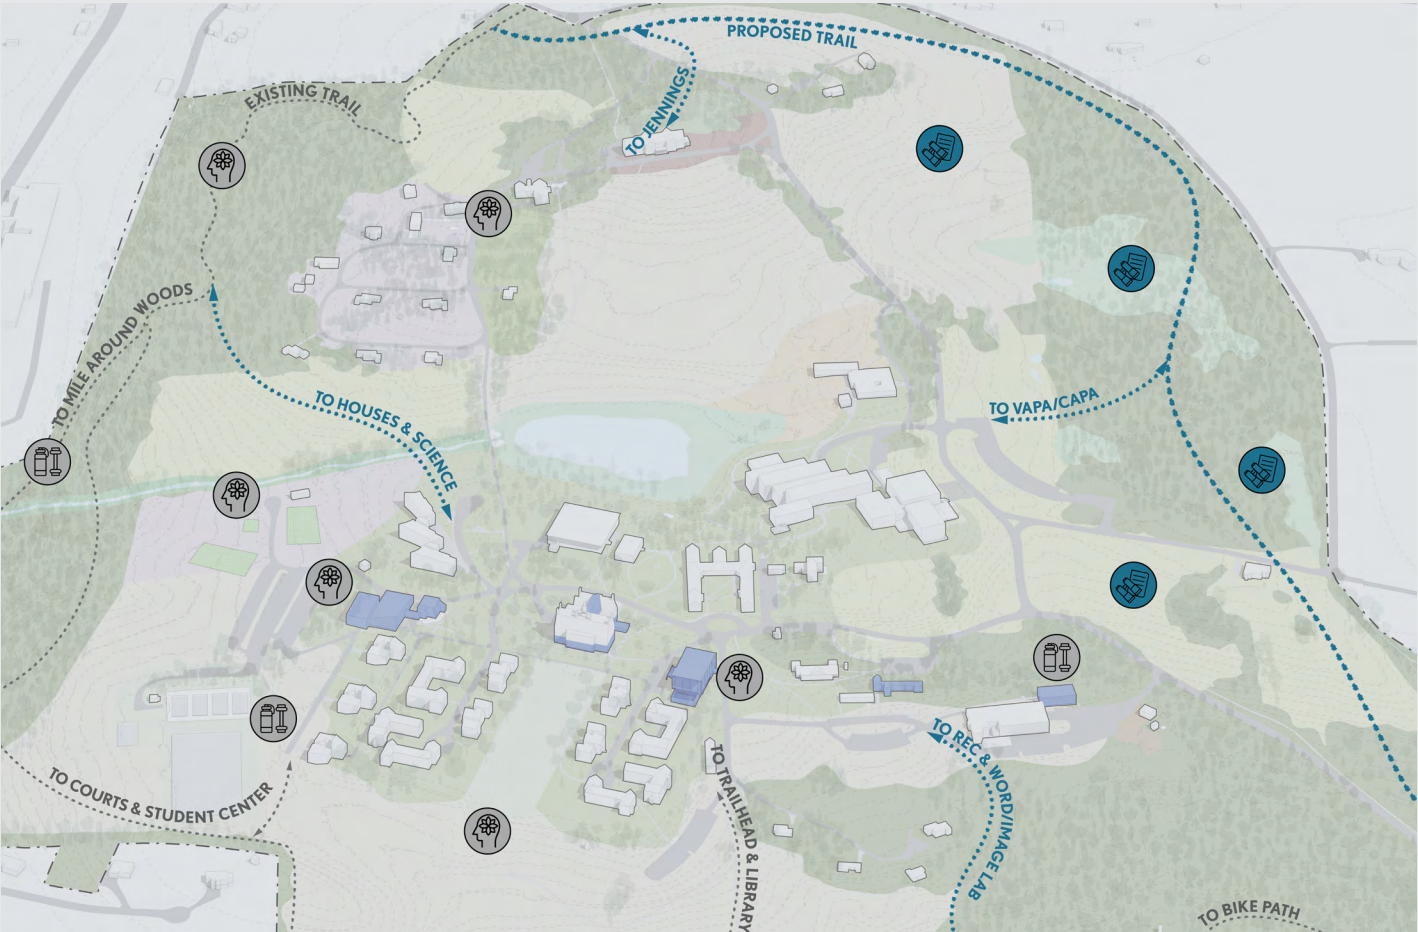 PROPOSED TRAIL
EXISTING TRAIL
TO JENNINGS
TO MILE AROUND WOODS
TO HOUSES & SCIENCE
TO VAPA/CAPA
TO COURTS & STUDENT CENTER
TO TRAILHEAD & LIBRARY
TO REC & WORD/IMAGE LAB
TO BIKE PATH